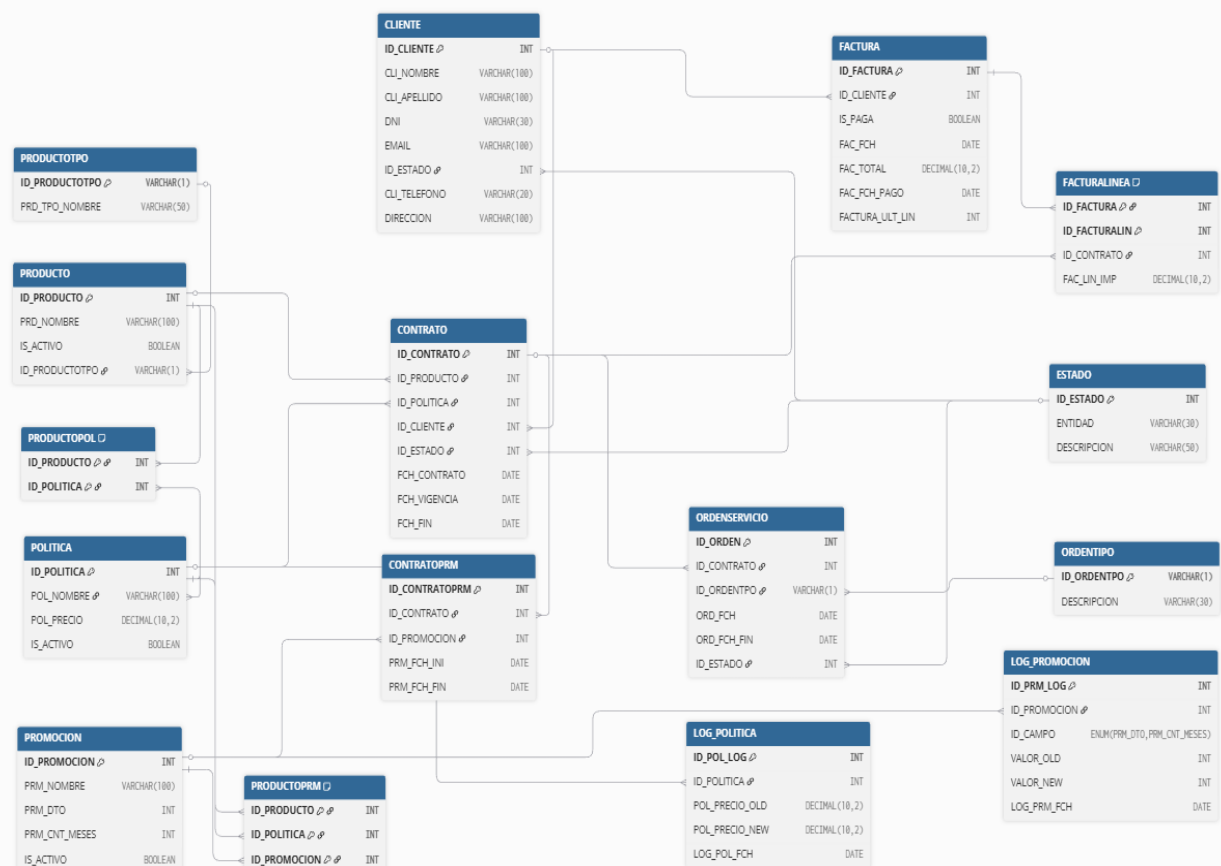 CLIENTE
ID_CLIENTE INT
CLI_NOMBRE VARCHAR(100)
CLI_APELLIDO VARCHAR(100)
DNI VARCHAR(30)
EMAIL VARCHAR(100)
ID_ESTADO INT
CLI_TELEFONO VARCHAR(20)
DIRECCION VARCHAR(100)
FACTURA
ID_FACTURA INT
ID_CLIENTE INT
IS_PAGA BOOLEAN
FAC_FCH DATE
FAC_TOTAL DECIMAL(10,2)
FAC_FCH_PAGO DATE
FACTURA_ULT_LIN INT
PRODUCTOTPO
ID_PRODUCTOTPO VARCHAR(1)
PRD_TPO_NOMBRE VARCHAR(50)
FACTURALINEA
ID_FACTURA INT
ID_FACTURALIN INT
ID_CONTRATO INT
FAC_LIN_IMP DECIMAL(10,2)
PRODUCTO
ID_PRODUCTO INT
PRD_NOMBRE VARCHAR(100)
IS_ACTIVO BOOLEAN
ID_PRODUCTOTPO VARCHAR(1)
CONTRATO
ID_CONTRATO INT
ID_PRODUCTO INT
ID_POLITICA INT
ID_CLIENTE INT
ID_ESTADO INT
FCH_CONTRATO DATE
FCH_VIGENCIA DATE
FCH_FIN DATE
ESTADO
ID_ESTADO INT
ENTIDAD VARCHAR(30)
DESCRIPCION VARCHAR(50)
PRODUCTOPOL
ID_PRODUCTO INT
ID_POLITICA INT
ORDENSERVICIO
ID_ORDEN INT
ID_CONTRATO INT
ID_ORDENTPO VARCHAR(1)
ORD_FCH DATE
ORD_FCH_FIN DATE
ID_ESTADO INT
POLITICA
ID_POLITICA INT
POL_NOMBRE VARCHAR(100)
POL_PRECIO DECIMAL(10,2)
IS_ACTIVO BOOLEAN
CONTRATOPRM
ID_CONTRATOPRM INT
ID_CONTRATO INT
ID_PROMOCION INT
PRM_FCH_INI DATE
PRM_FCH_FIN DATE
ORDENTIPO
ID_ORDENTPO VARCHAR(1)
DESCRIPCION VARCHAR(30)
LOG_PROMOCION
ID_PRM_LOG INT
ID_PROMOCION INT
ID_CAMPO ENUM(PRM_DTO,PRM_CNT_MESES)
VALOR_OLD INT
VALOR_NEW INT
LOG_PRM_FCH DATE
PROMOCION
ID_PROMOCION INT
PRM_NOMBRE VARCHAR(100)
PRM_DTO INT
PRM_CNT_MESES INT
IS_ACTIVO BOOLEAN
PRODUCTOPRM
ID_PRODUCTO INT
ID_POLITICA INT
ID_PROMOCION INT
LOG_POLITICA
ID_POL_LOG INT
ID_POLITICA INT
POL_PRECIO_OLD DECIMAL(10,2)
POL_PRECIO_NEW DECIMAL(10,2)
LOG_POL_FCH DATE